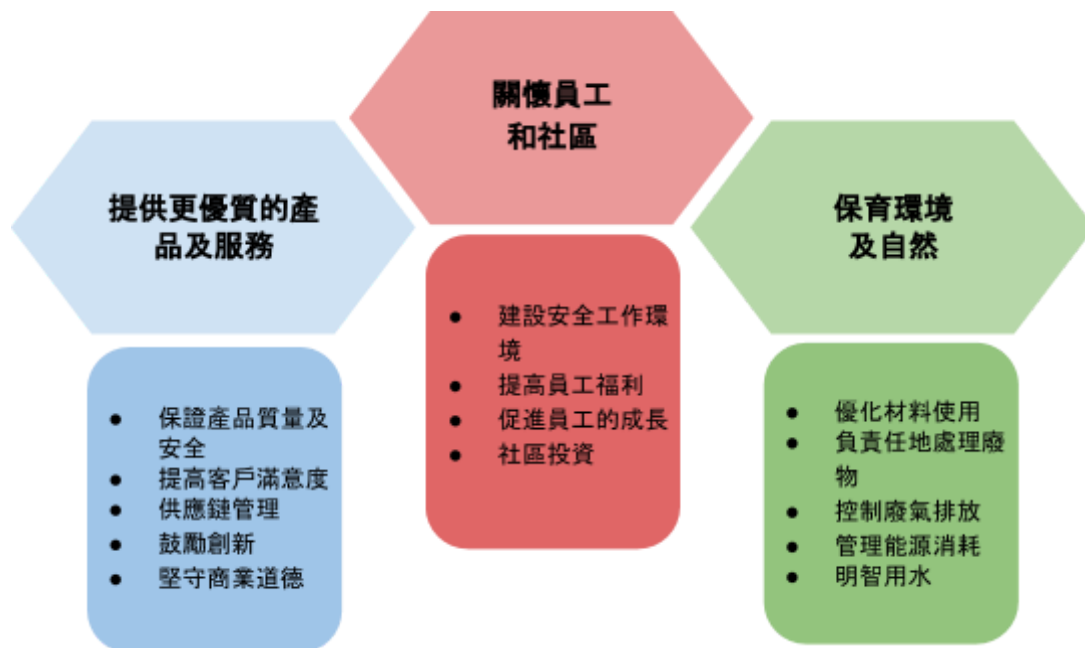 關懷員工
和社區
提供更優質的產
品及服務
保育環境
及自然
● 建設安全工作環
境
● 提高員工福利
● 促進員工的成長
● 社區投資
● 保證產品質量及
安全
● 提高客戶滿意度
● 供應鏈管理
● 鼓勵創新
● 堅守商業道德
● 優化材料使用
● 負責任地處理廢
物
● 控制廢氣排放
● 管理能源消耗
● 明智用水